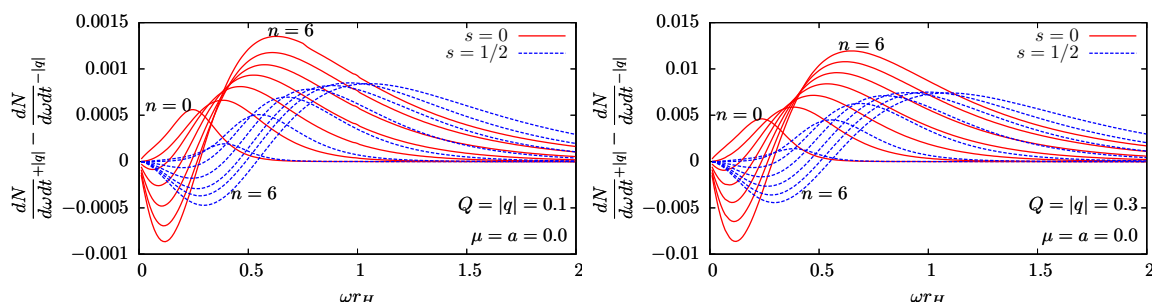 0.0015
0.001
0.0005
0
−0.0005
−0.001
dN/dωdt^{+|q|} − dN/dωdt^{−|q|}
n = 6
s = 0
s = 1/2
n = 0
n = 6
Q = |q| = 0.1
μ = a = 0.0
0 0.5 1 1.5 2
ωr_H
0.015
0.01
0.005
0
−0.005
−0.01
dN/dωdt^{+|q|} − dN/dωdt^{−|q|}
n = 6
s = 0
s = 1/2
n = 0
n = 6
Q = |q| = 0.3
μ = a = 0.0
0 0.5 1 1.5 2
ωr_H